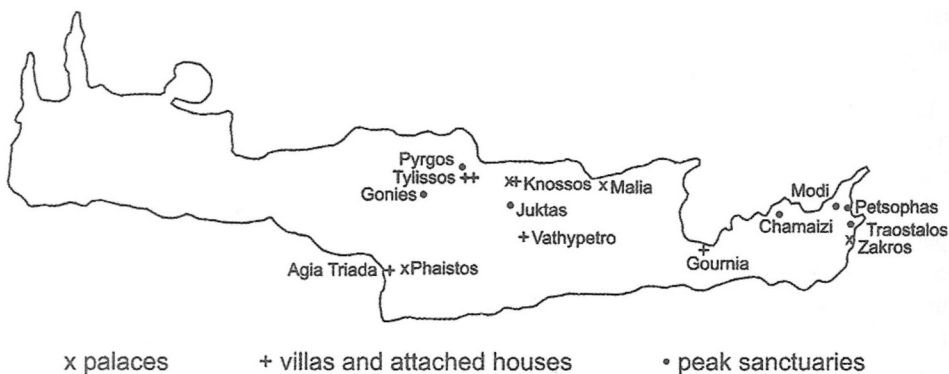 Pyrgos
Tylissos
Gonies
Knossos
Malia
Juktas
Vathypetro
Agia Triada
Phaistos
Gournia
Modi
Chamaizi
Petsophas
Traostalos
Zakros
x palaces + villas and attached houses • peak sanctuaries